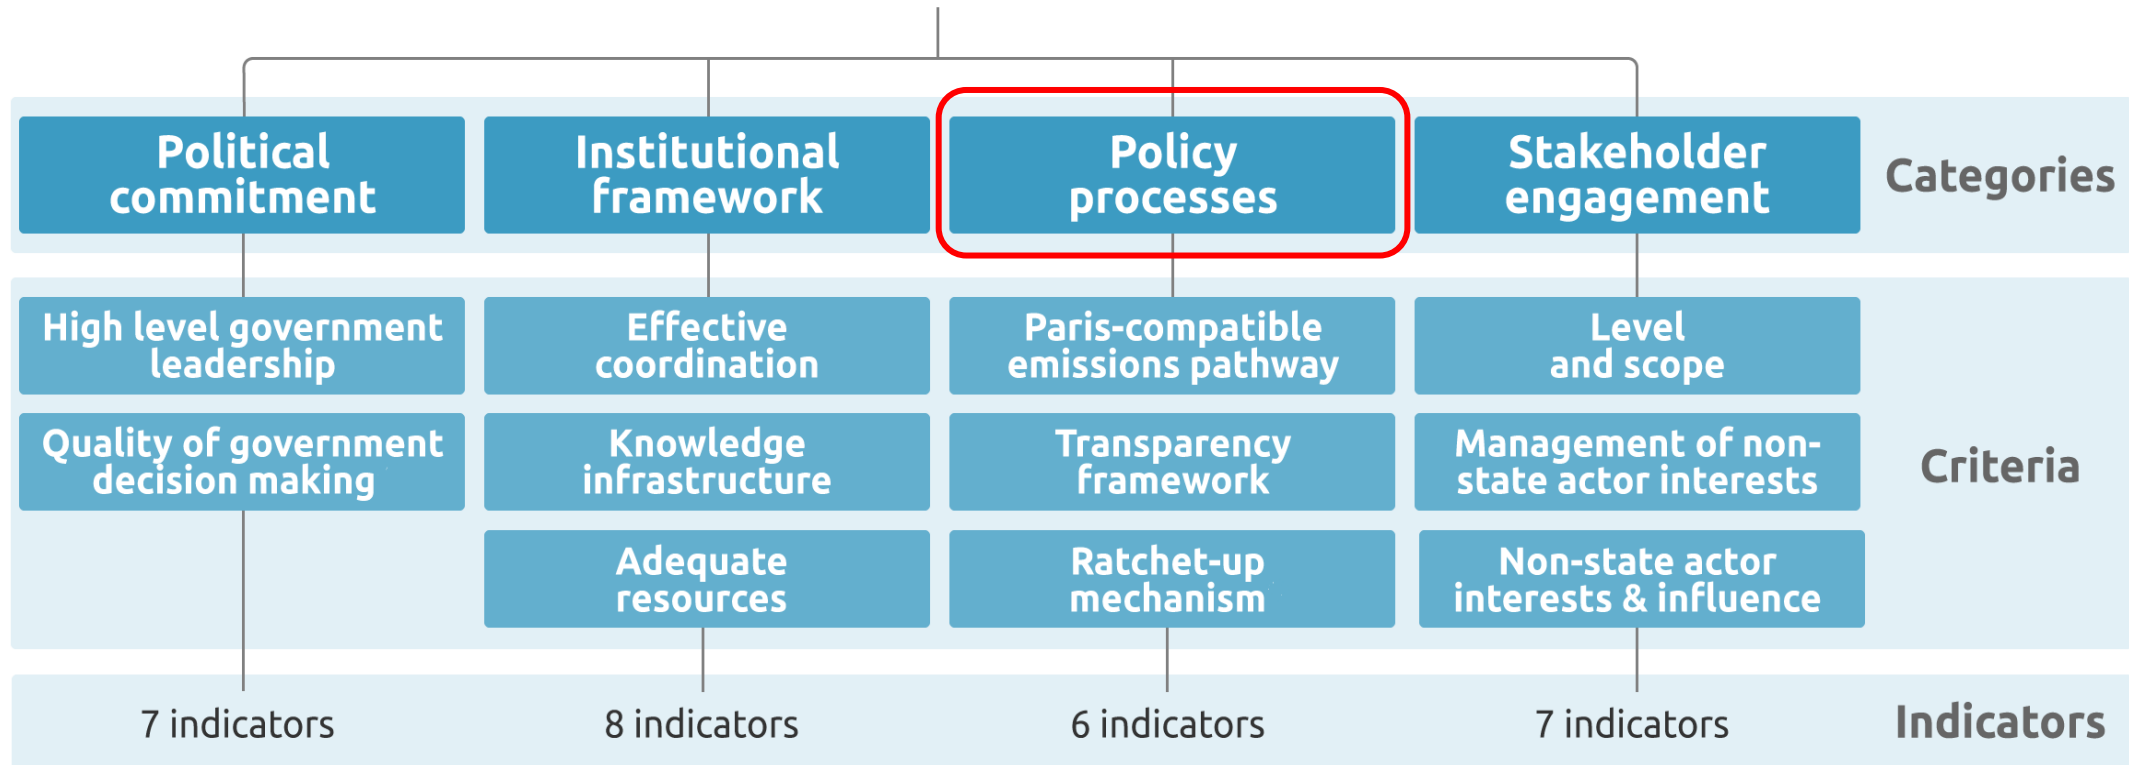 Political
commitment
Institutional
framework
Policy
processes
Stakeholder
engagement
Categories
High level government
leadership
Effective
coordination
Paris-compatible
emissions pathway
Level
and scope
Quality of government
decision making
Knowledge
infrastructure
Transparency
framework
Management of non-
state actor interests
Criteria
Adequate
resources
Ratchet-up
mechanism
Non-state actor
interests & influence
7 indicators
8 indicators
6 indicators
7 indicators
Indicators